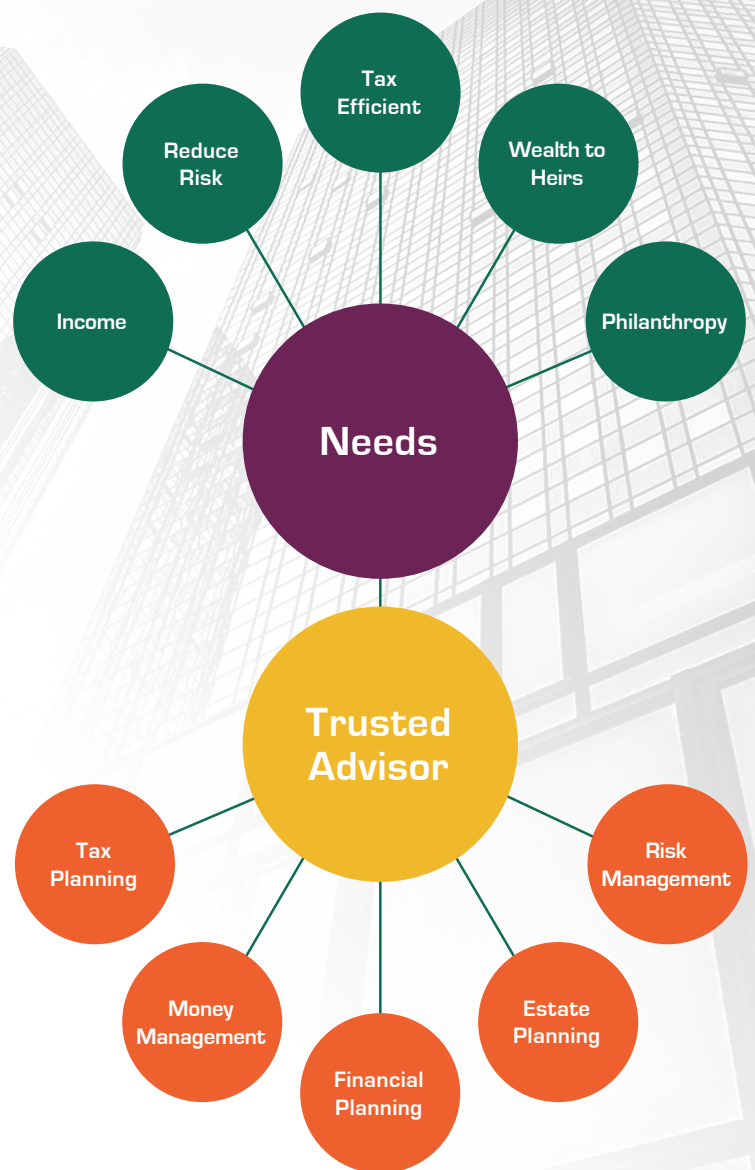 Tax
Efficient
Reduce
Risk
Wealth to
Heirs
Income
Philanthropy
Needs
Trusted
Advisor
Tax
Planning
Risk
Management
Money
Management
Estate
Planning
Financial
Planning